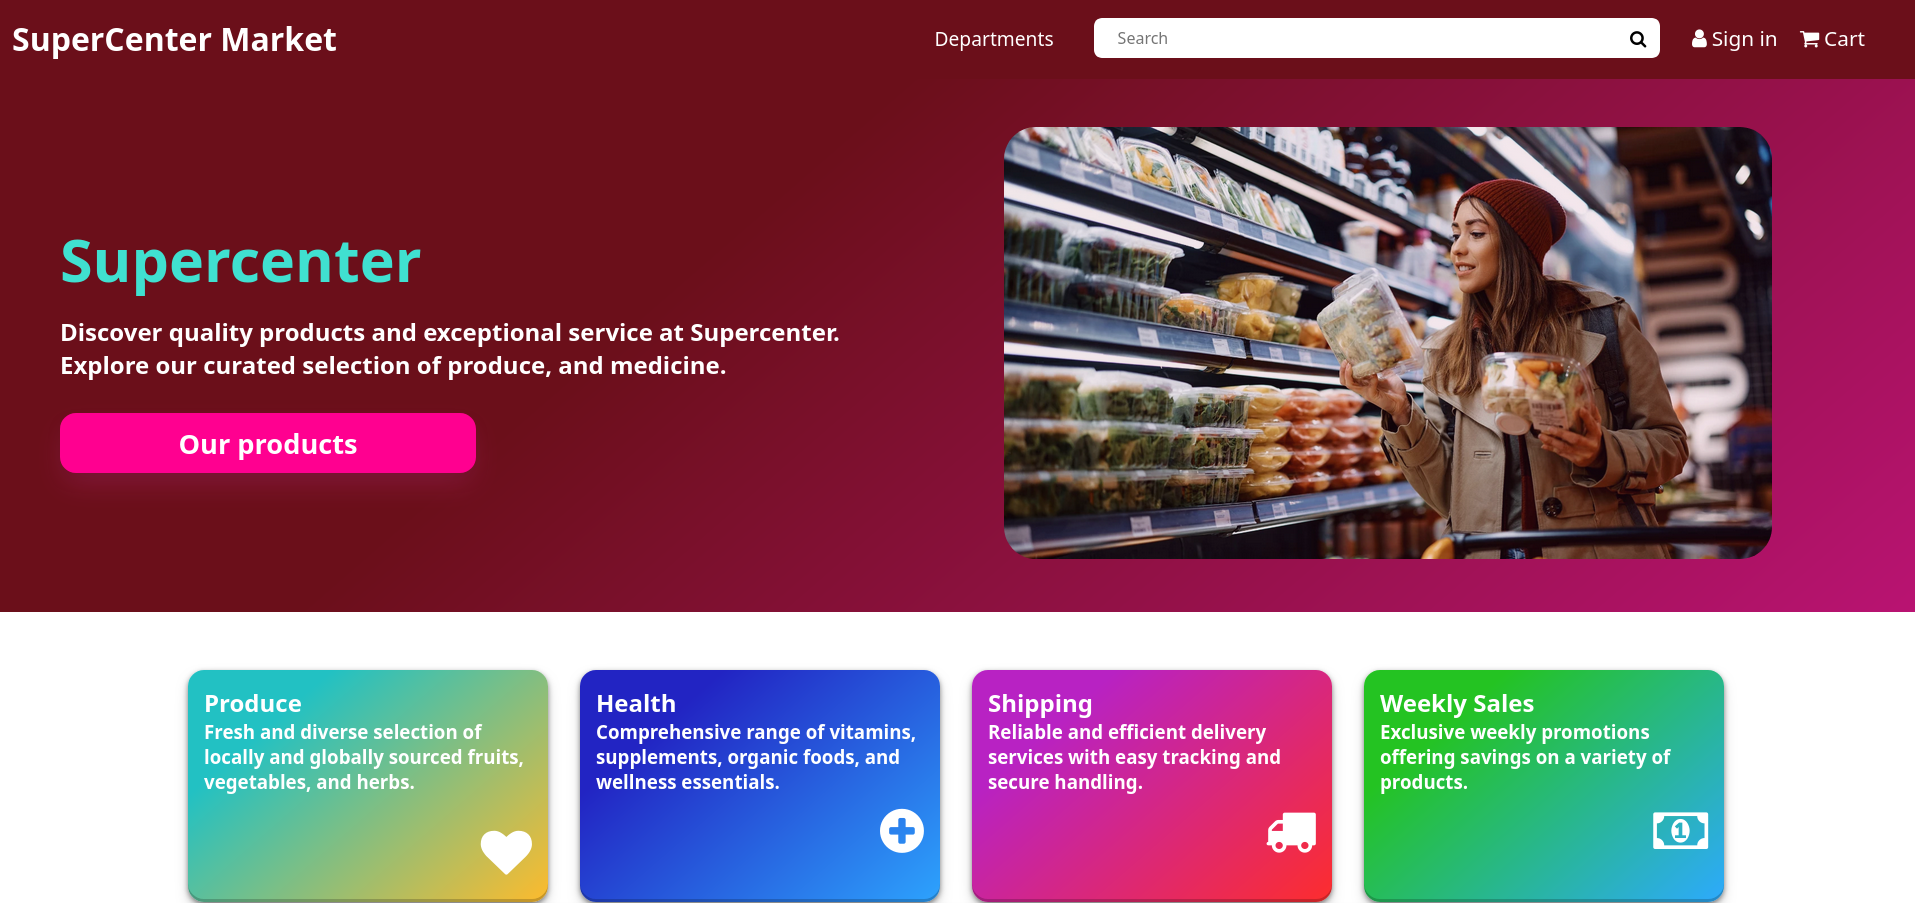 SuperCenter Market
Departments
Search
Sign in
Cart
Supercenter
Discover quality products and exceptional service at Supercenter.
Explore our curated selection of produce, and medicine.
Our products
Produce
Fresh and diverse selection of
locally and globally sourced fruits,
vegetables, and herbs.
Health
Comprehensive range of vitamins,
supplements, organic foods, and
wellness essentials.
Shipping
Reliable and efficient delivery
services with easy tracking and
secure handling.
Weekly Sales
Exclusive weekly promotions
offering savings on a variety of
products.
1